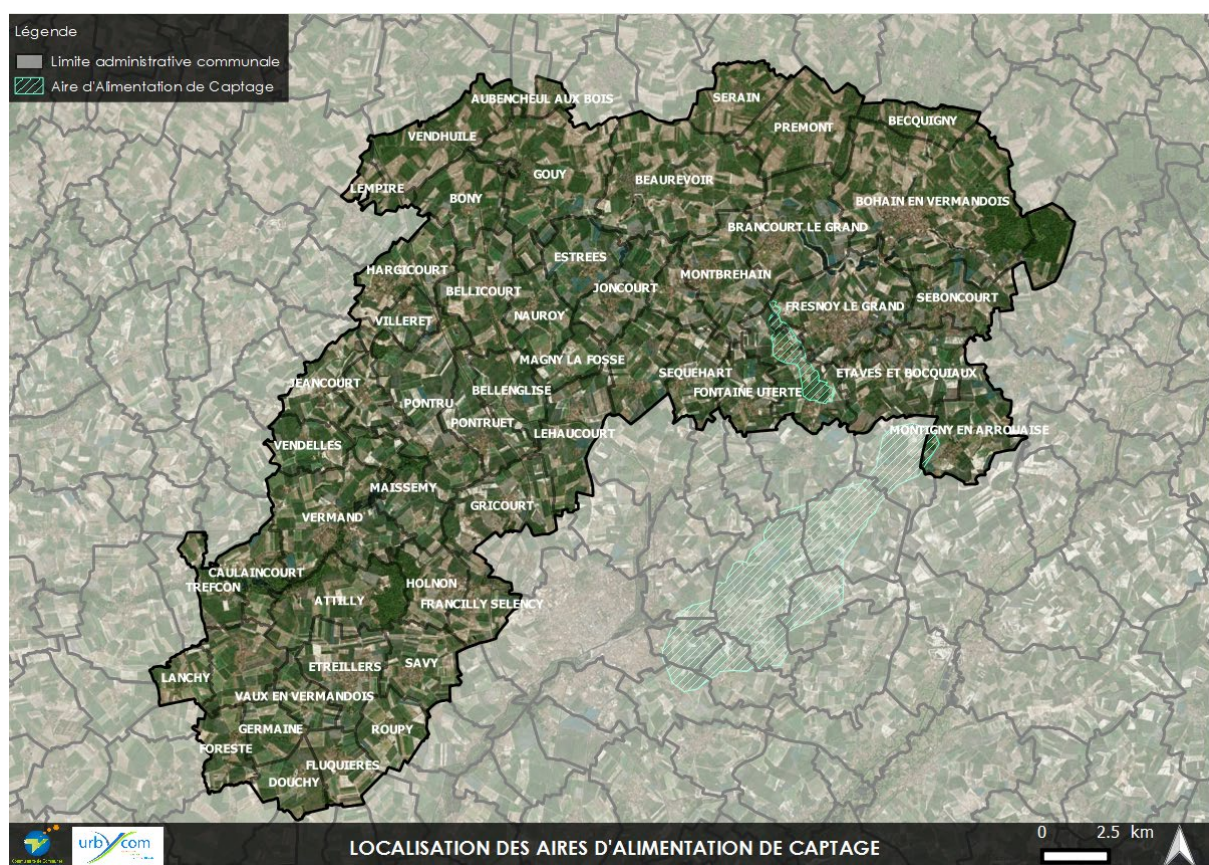 Légende
Limite administrative communale
Aire d'Alimentation de Captage
AUBENCHEUL AUX BOIS
SERAIN
BECQUIGNY
PREMONT
VENDHUILE
GOUY
BEAUREVOIR
LEMPIRE
BONY
BOHAIN EN VERMANDOIS
BRANCOURT LE GRAND
ESTREES
HARGICOURT
MONTBREHAIN
BELLICOURT
JONCOURT
SEBONCOURT
FRESNOY LE GRAND
NAUROY
VILLERET
MAGNY LA FOSSE
SEQUEHART
ETAVES ET BOCQUIAUX
JEANCOURT
BELLENGLISE
FONTAINE UTERTE
PONTRU
PONTRUET
LEHAUCOURT
MONTIGNY EN ARROUAISE
VENDELLES
MAISSEMY
GRICOURT
VERMAND
CAULAINCOURT
TREFCON
HOLNON
ATTILLY
FRANCILLY SELENCY
ETREILLERS
SAVY
LANCHY
VAUX EN VERMANDOIS
GERMAINE
ROUPY
FORESTE
FLUQUIERES
DOUCHY
urbycom
LOCALISATION DES AIRES D'ALIMENTATION DE CAPTAGE
0 2.5 km